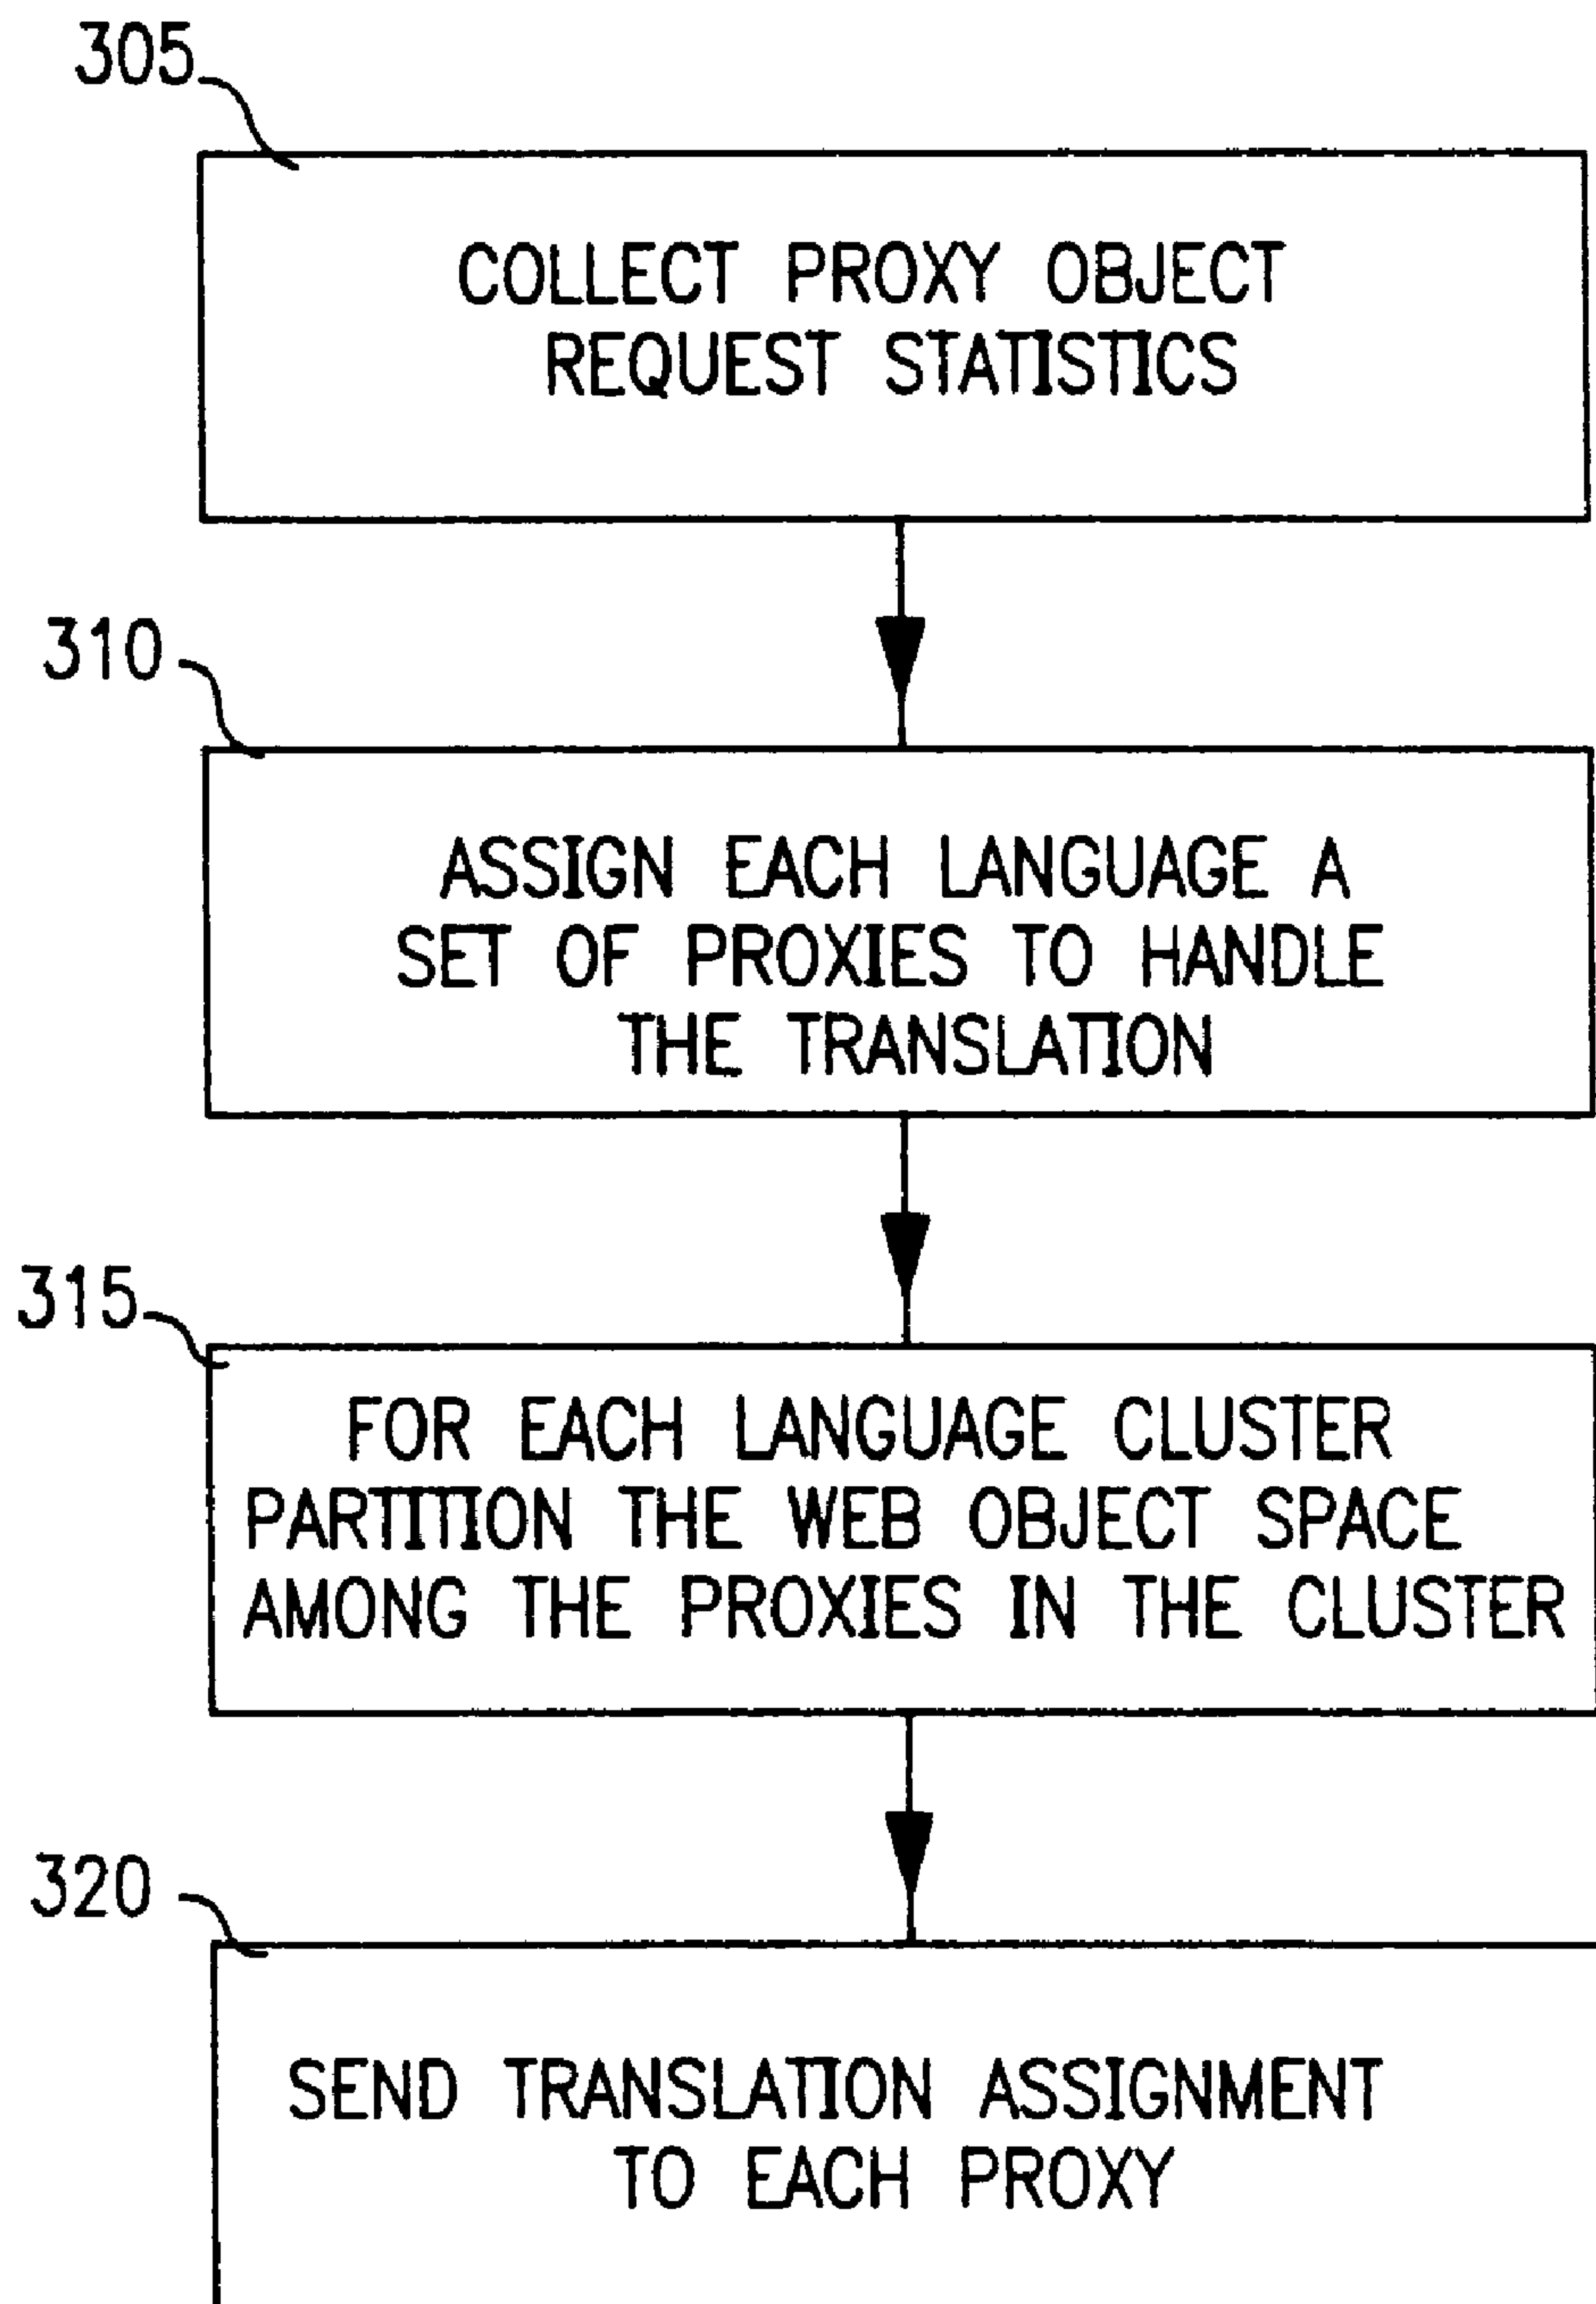 305
COLLECT PROXY OBJECT
REQUEST STATISTICS
310
ASSIGN EACH LANGUAGE A
SET OF PROXIES TO HANDLE
THE TRANSLATION
315
FOR EACH LANGUAGE CLUSTER
PARTITION THE WEB OBJECT SPACE
AMONG THE PROXIES IN THE CLUSTER
320
SEND TRANSLATION ASSIGNMENT
TO EACH PROXY